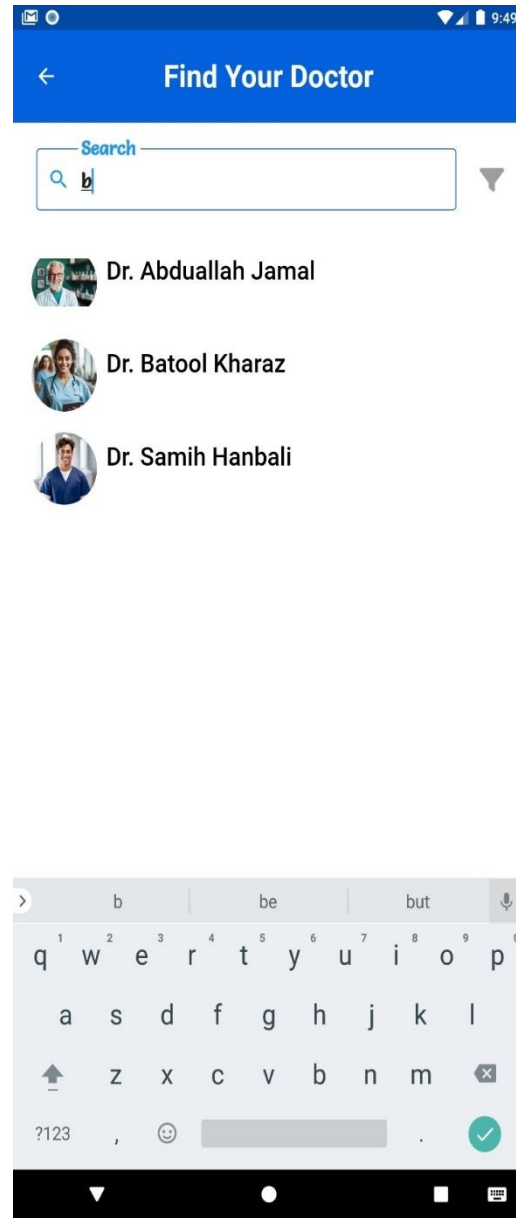 9:49
Find Your Doctor
Search
b
Dr. Abduallah Jamal
Dr. Batool Kharaz
Dr. Samih Hanbali
b be but
q 1 w 2 e 3 r 4 t 5 y 6 u 7 i 8 o 9 p
a s d f g h j k l
z x c v b n m
?123 , .